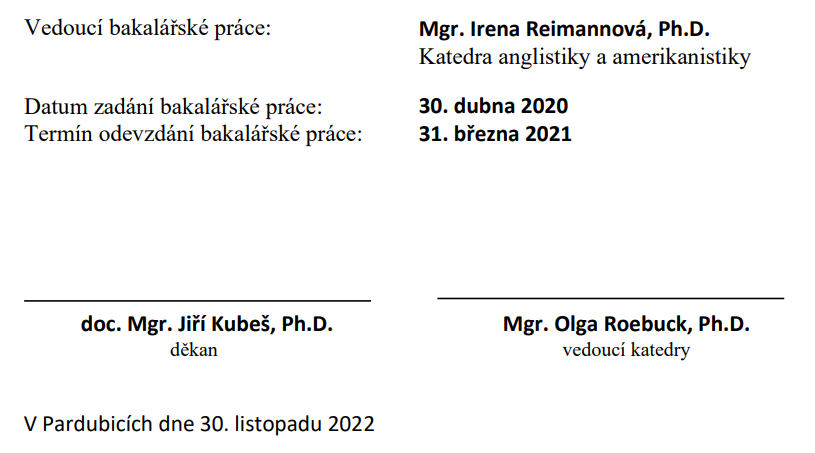 Vedoucí bakalářské práce: Mgr. Irena Reimannová, Ph.D.
Katedra anglistiky a amerikanistiky
Datum zadání bakalářské práce: 30. dubna 2020
Termín odevzdání bakalářské práce: 31. března 2021
doc. Mgr. Jiří Kubeš, Ph.D. Mgr. Olga Roebuck, Ph.D.
děkan vedoucí katedry
V Pardubicích dne 30. listopadu 2022